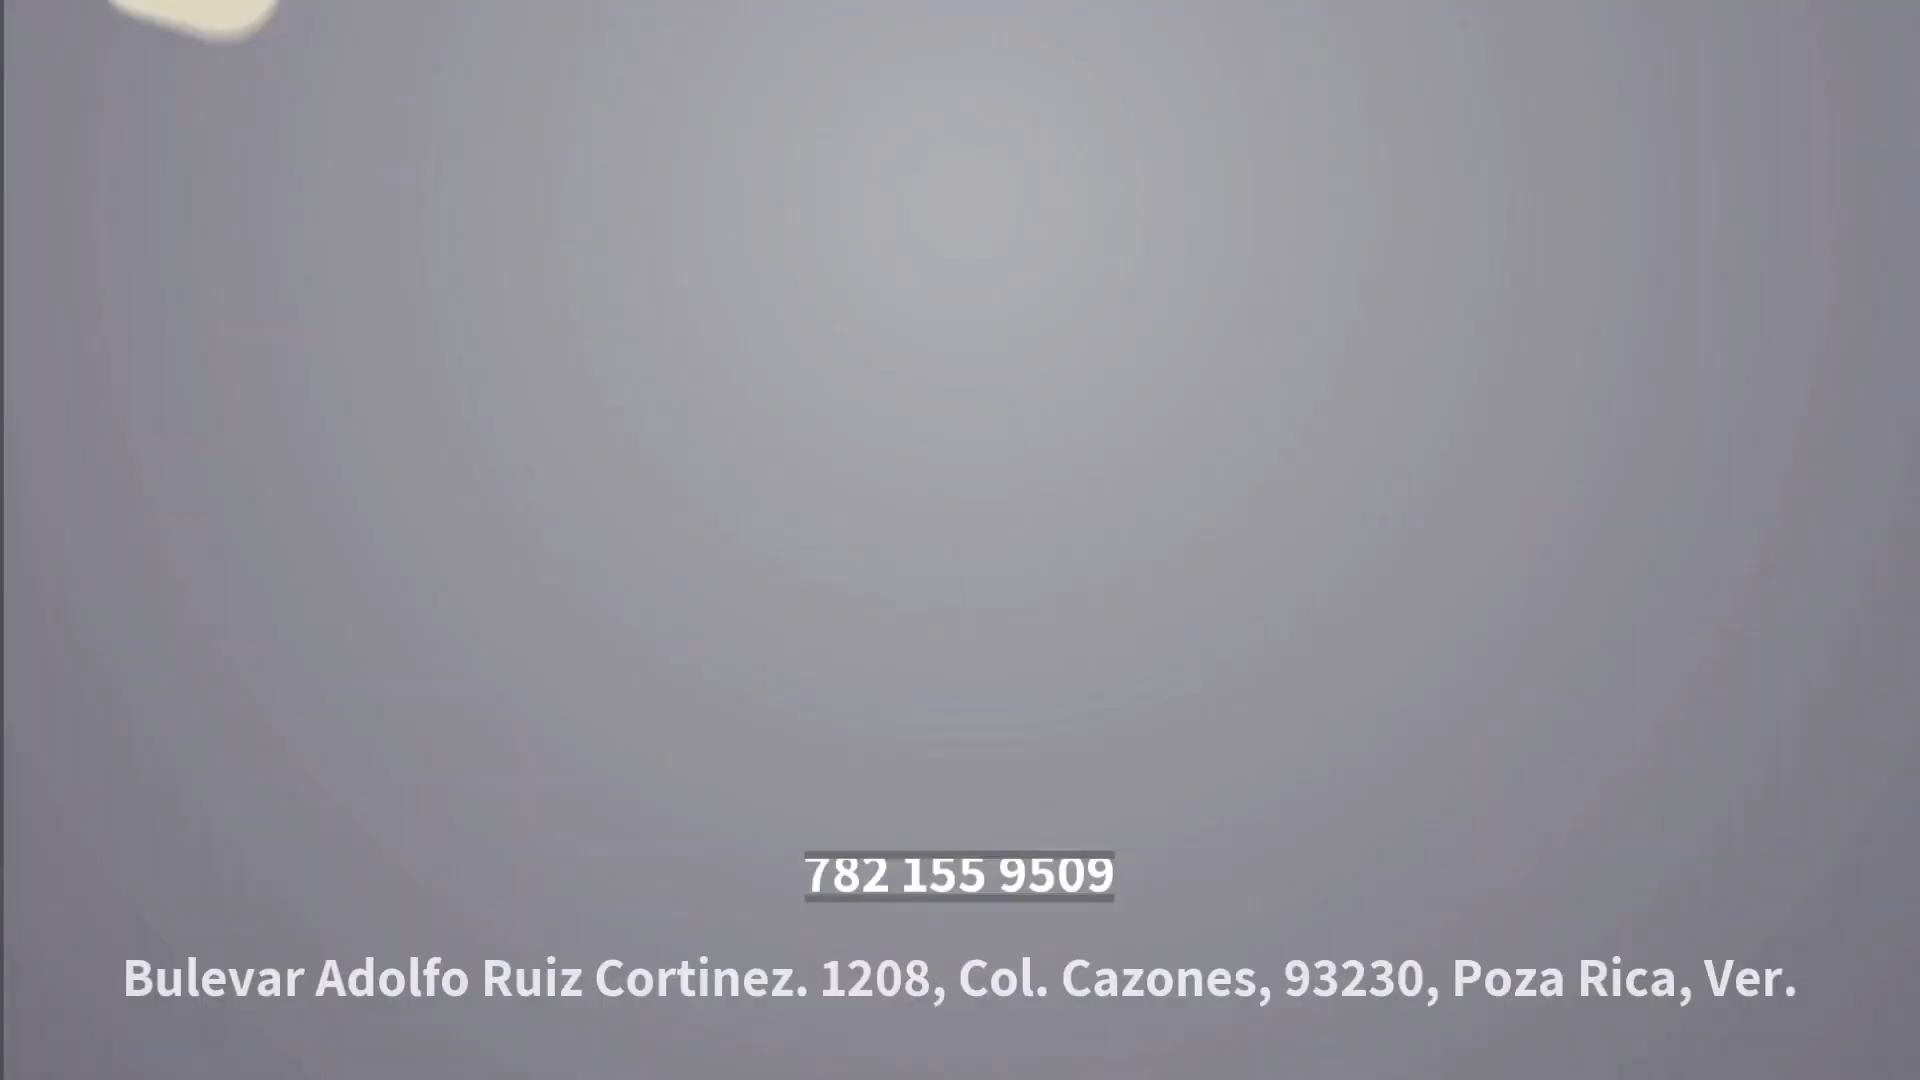 782 155 9509
Bulevar Adolfo Ruiz Cortinez. 1208, Col. Cazones, 93230, Poza Rica, Ver.